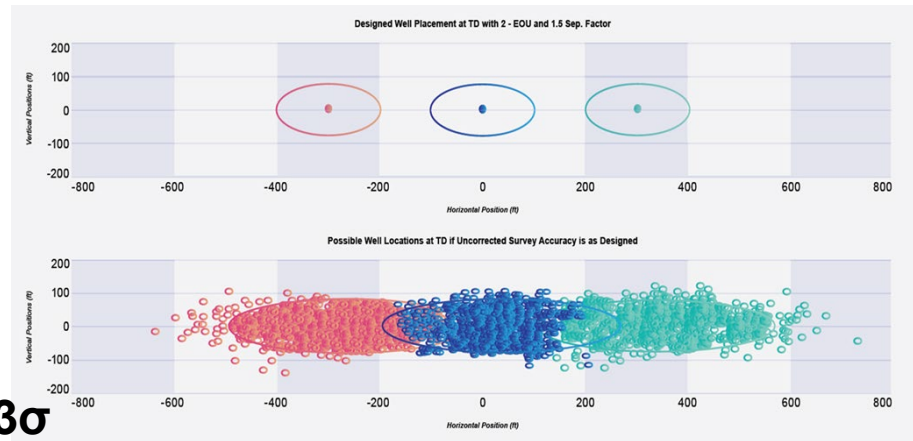 Designed Well Placement at TD with 2 - EOU and 1.5 Sep. Factor
Vertical Positions (ft)
200
100
0
-100
-200
-800 -600 -400 -200 0 200 400 600 800
Horizontal Position (ft)
Possible Well Locations at TD if Uncorrected Survey Accuracy is as Designed
Vertical Positions (ft)
200
100
0
-100
-200
-800 -600 -400 -200 0 200 400 600 800
Horizontal Position (ft)
3σ